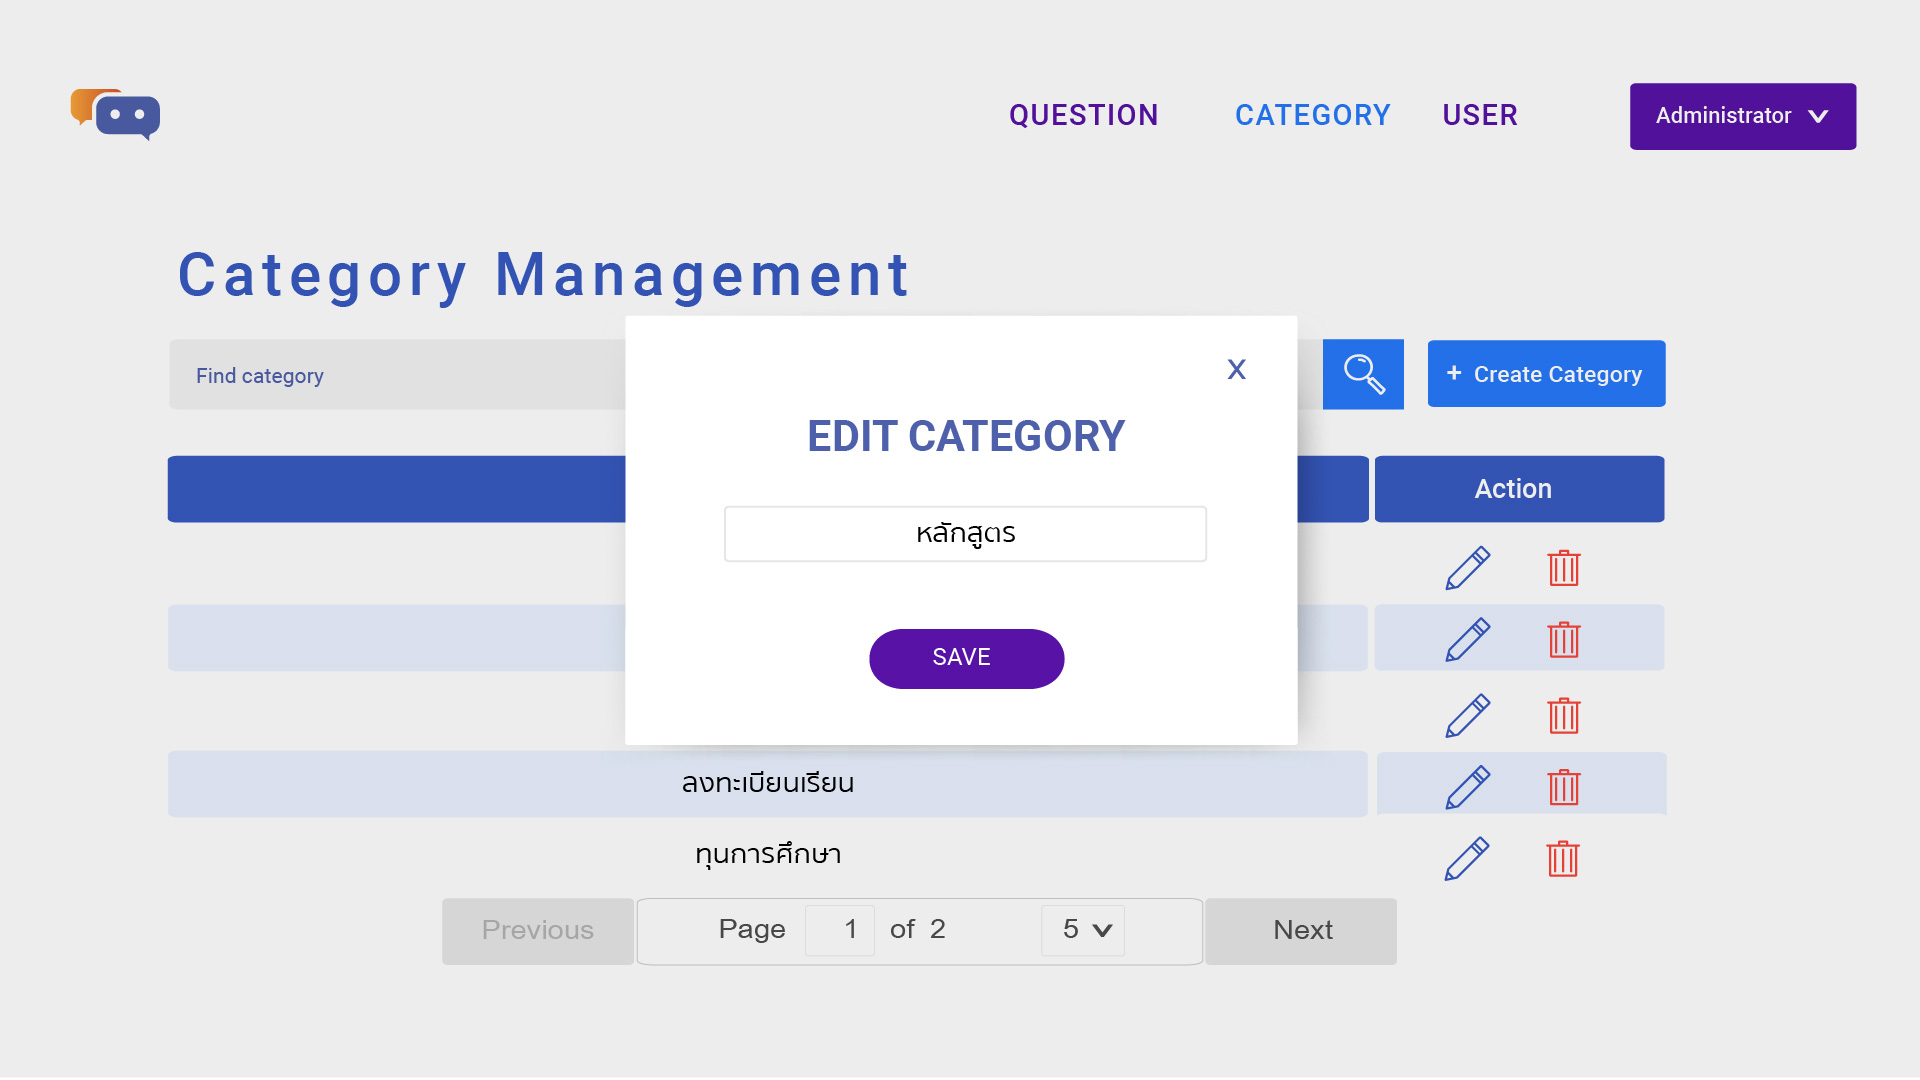 QUESTION CATEGORY USER Administrator
Category Management
Find category
+ Create Category
X
EDIT CATEGORY
หลักสูตร
SAVE
Action
ลงทะเบียนเรียน
ทุนการศึกษา
Previous Page 1 of 2 5 Next